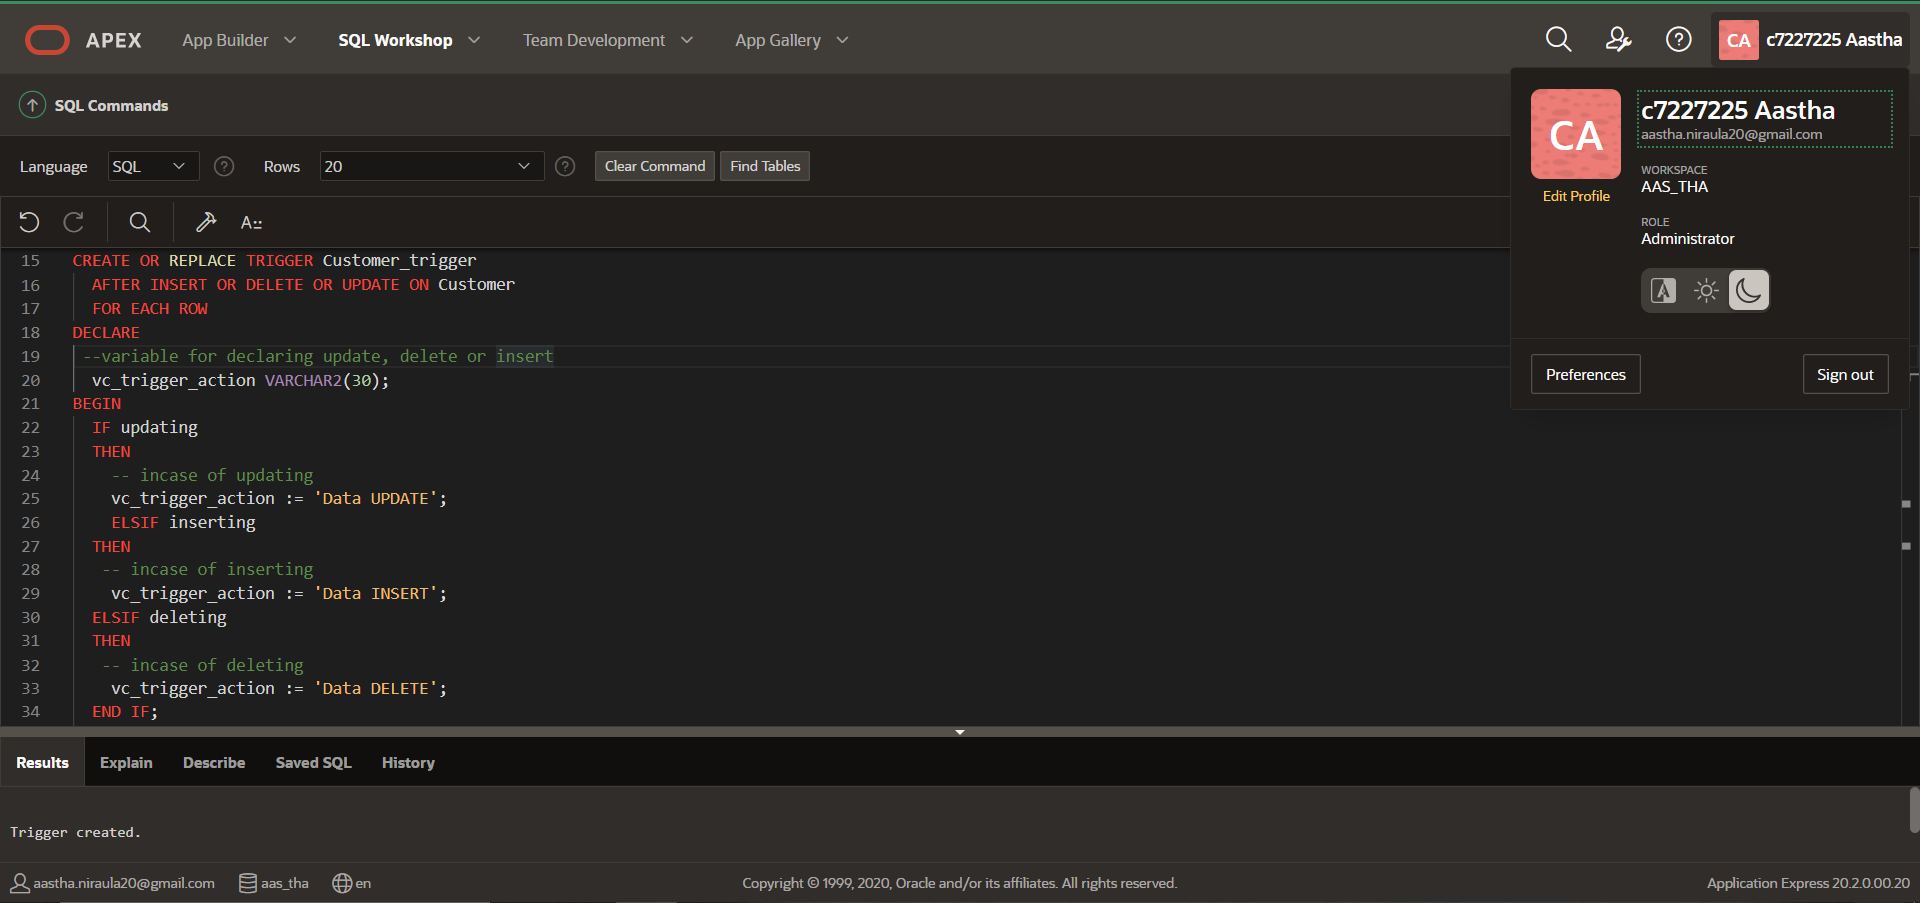 APEX App Builder SQL Workshop Team Development App Gallery CA c7227225 Aastha
SQL Commands
CA
c7227225 Aastha
aastha.niraula20@gmail.com
Edit Profile
WORKSPACE
AAS_THA
ROLE
Administrator
Preferences Sign out
Language SQL ? Rows 20 ? Clear Command Find Tables
A::
15 CREATE OR REPLACE TRIGGER Customer_trigger
16 AFTER INSERT OR DELETE OR UPDATE ON Customer
17 FOR EACH ROW
18 DECLARE
19 --variable for declaring update, delete or insert
20 vc_trigger_action VARCHAR2(30);
21 BEGIN
22 IF updating
23 THEN
24 -- incase of updating
25 vc_trigger_action := 'Data UPDATE';
26 ELSIF inserting
27 THEN
28 -- incase of inserting
29 vc_trigger_action := 'Data INSERT';
30 ELSIF deleting
31 THEN
32 -- incase of deleting
33 vc_trigger_action := 'Data DELETE';
34 END IF;
Results Explain Describe Saved SQL History
Trigger created.
aastha.niraula20@gmail.com aas_tha en Copyright © 1999, 2020, Oracle and/or its affiliates. All rights reserved. Application Express 20.2.0.00.20